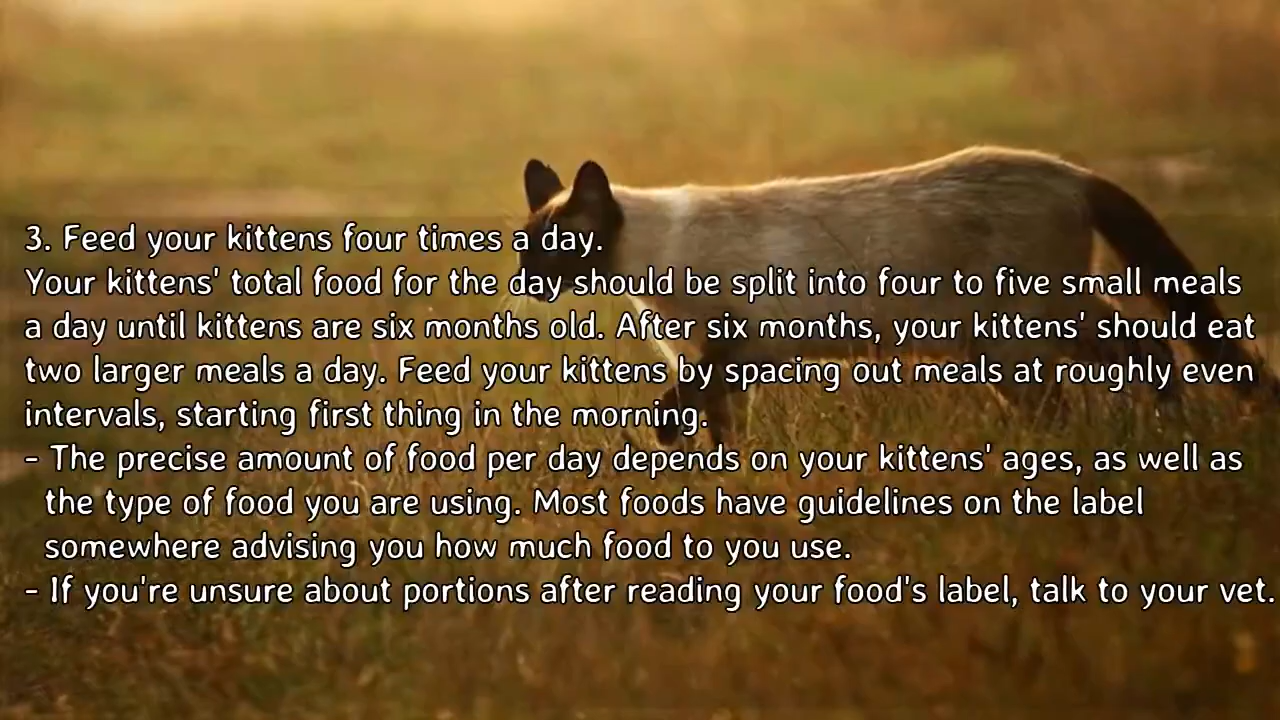 3. Feed your kittens four times a day.
Your kittens' total food for the day should be split into four to five small meals
a day until kittens are six months old. After six months, your kittens' should eat
two larger meals a day. Feed your kittens by spacing out meals at roughly even
intervals, starting first thing in the morning.
- The precise amount of food per day depends on your kittens' ages, as well as
the type of food you are using. Most foods have guidelines on the label
somewhere advising you how much food to you use.
- If you're unsure about portions after reading your food's label, talk to your vet.